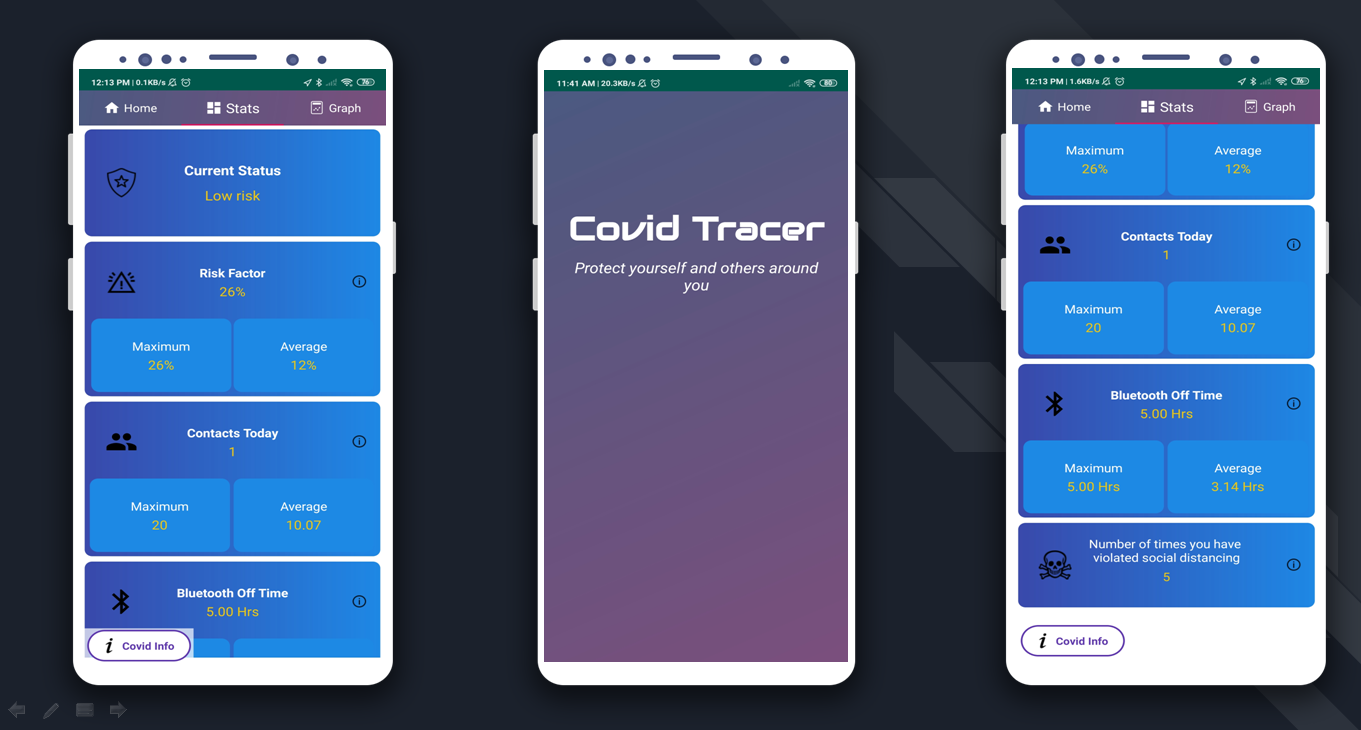 12:13 PM | 0.1KB/s
76
Home
Stats
Graph
Current Status
Low risk
Risk Factor
26%
Maximum
Average
26%
12%
Contacts Today
1
Maximum
Average
20
10.07
Bluetooth Off Time
5.00 Hrs
i Covid Info
11:41 AM | 20.3KB/s
80
Covid Tracer
Protect yourself and others around
you
12:13 PM | 1.6KB/s
76
Home
Stats
Graph
Maximum
Average
26%
12%
Contacts Today
1
Maximum
Average
20
10.07
Bluetooth Off Time
5.00 Hrs
Maximum
Average
5.00 Hrs
3.14 Hrs
Number of times you have
violated social distancing
5
i Covid Info